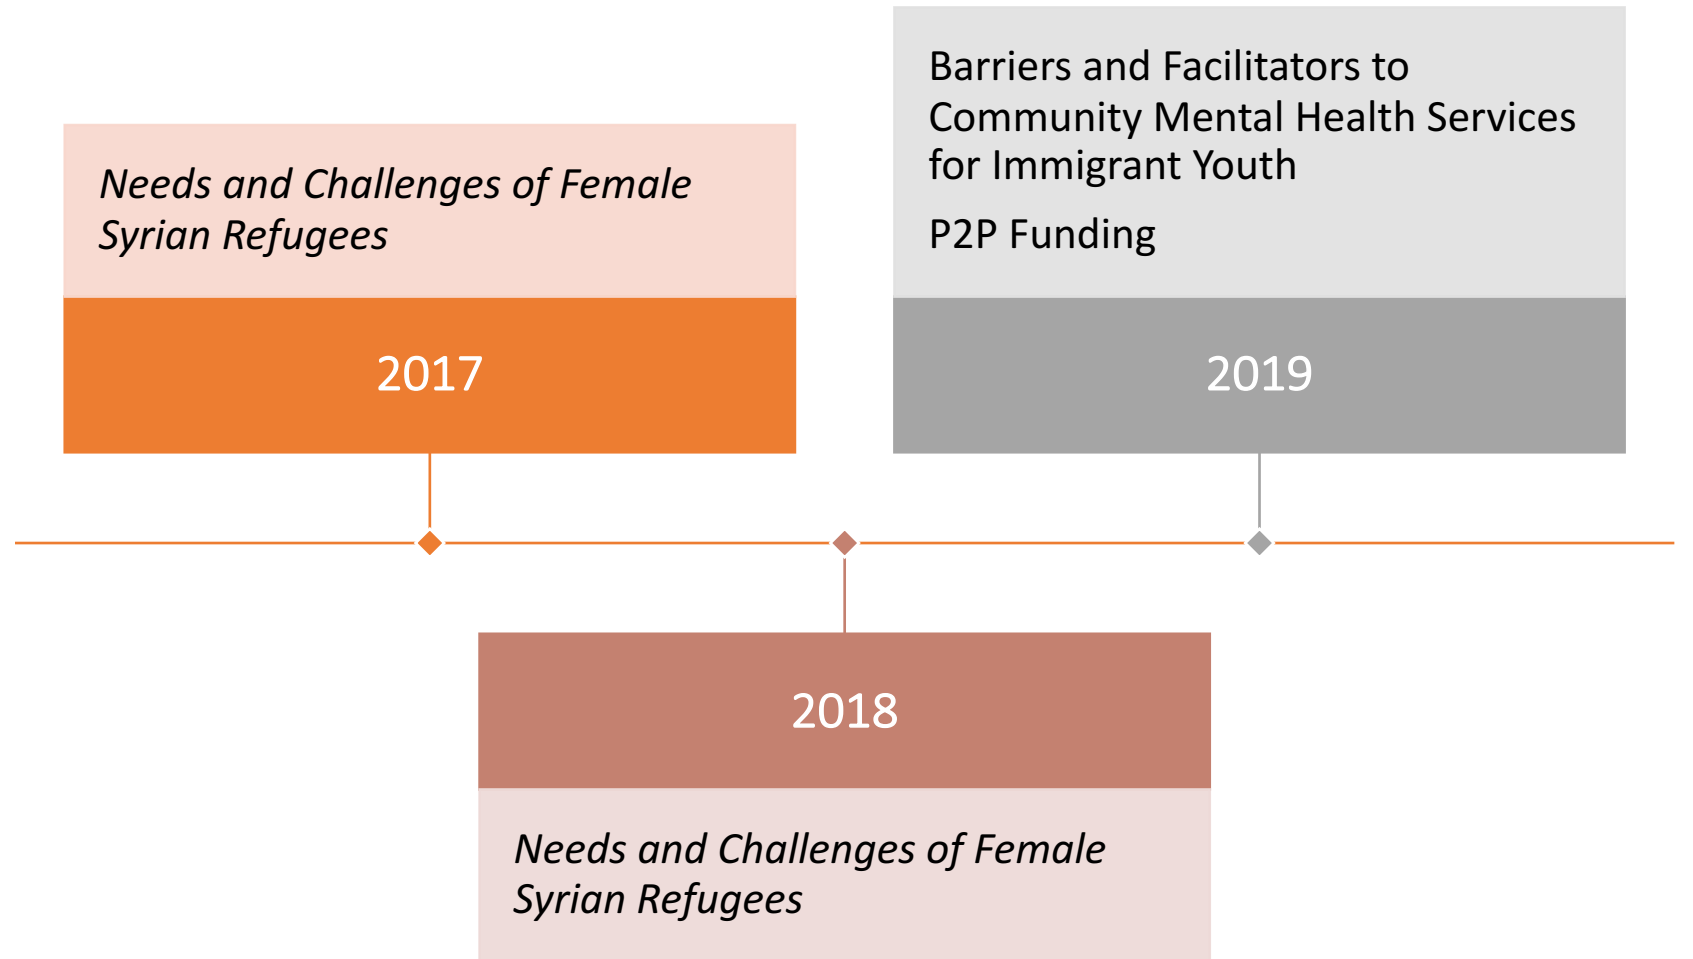 Needs and Challenges of Female
Syrian Refugees
2017
Barriers and Facilitators to
Community Mental Health Services
for Immigrant Youth
P2P Funding
2019
2018
Needs and Challenges of Female
Syrian Refugees